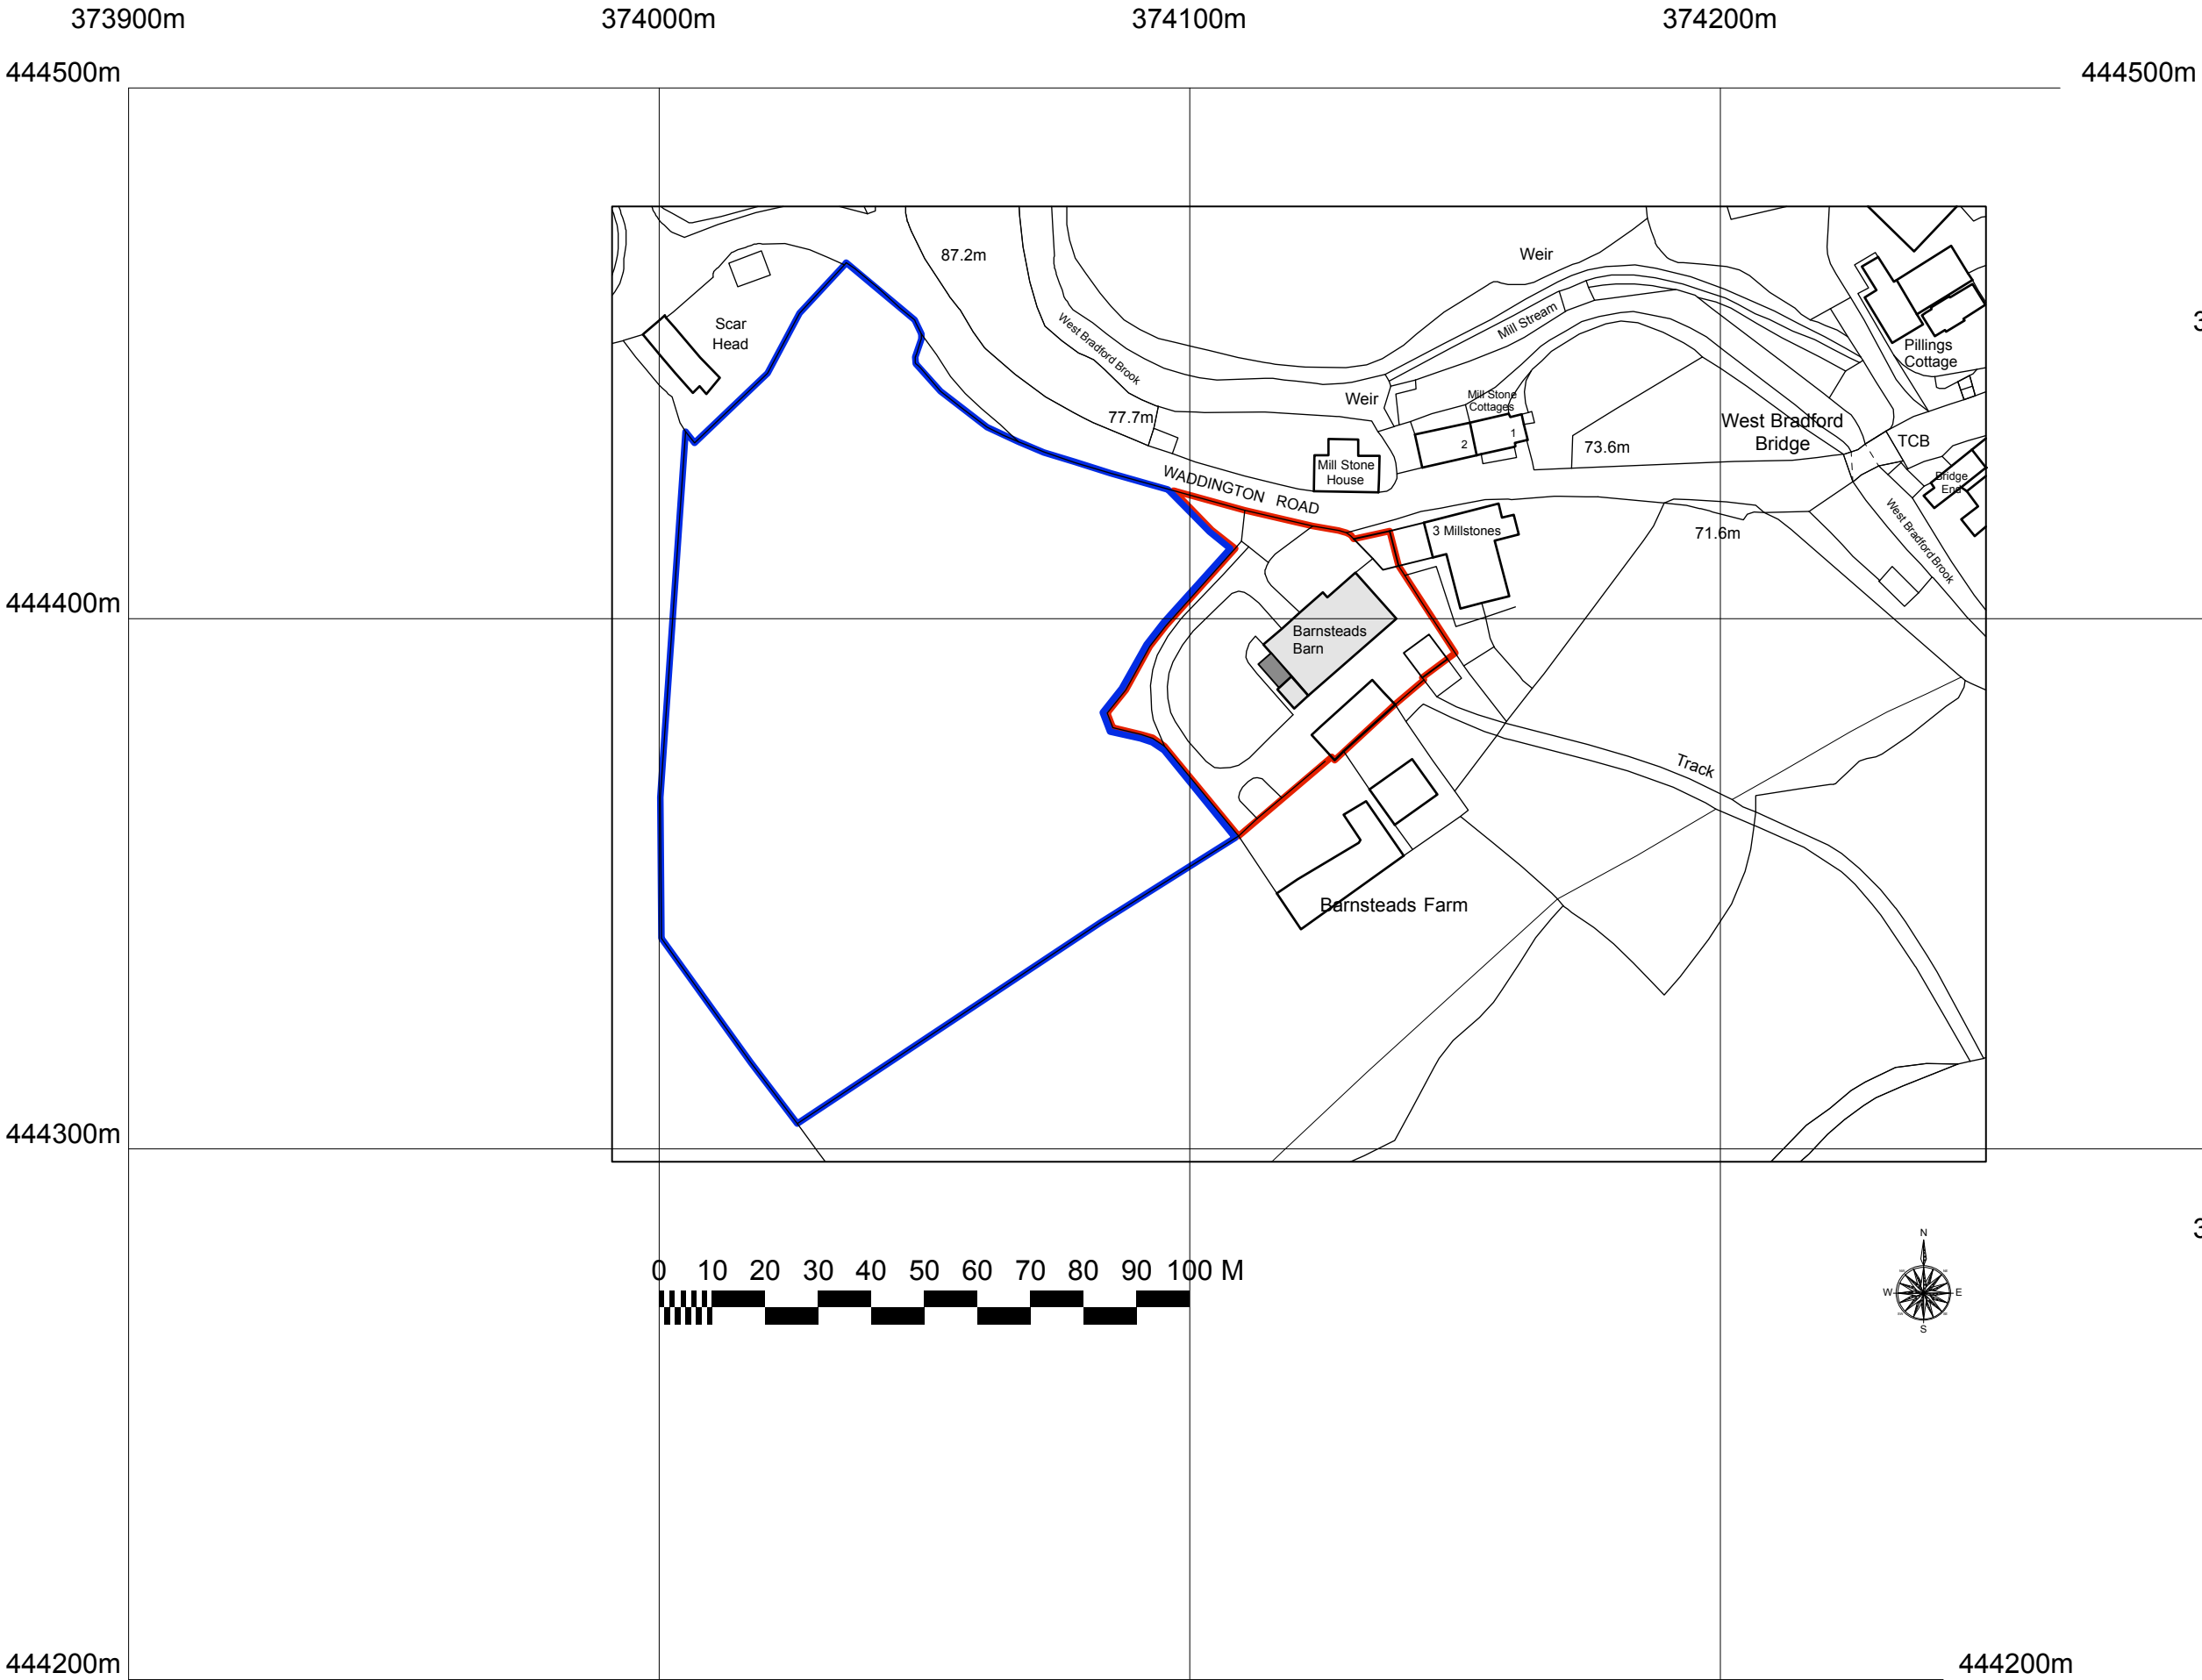 373900m
374000m
374100m
374200m
444500m
444500m
87.2m
Weir
Scar
Head
West Bradford Brook
Mill Stream
Pillings
Cottage
77.7m
Weir
Mill Stone
Cottages
2
1
73.6m
West Bradford
Bridge
TCB
Mill Stone
House
Bridge
End
WADDINGTON ROAD
3 Millstones
71.6m
West Bradford Brook
444400m
Barnsteads
Barn
Track
Barnsteads Farm
444300m
0 10 20 30 40 50 60 70 80 90 100 M
N
W
E
S
444200m
444200m